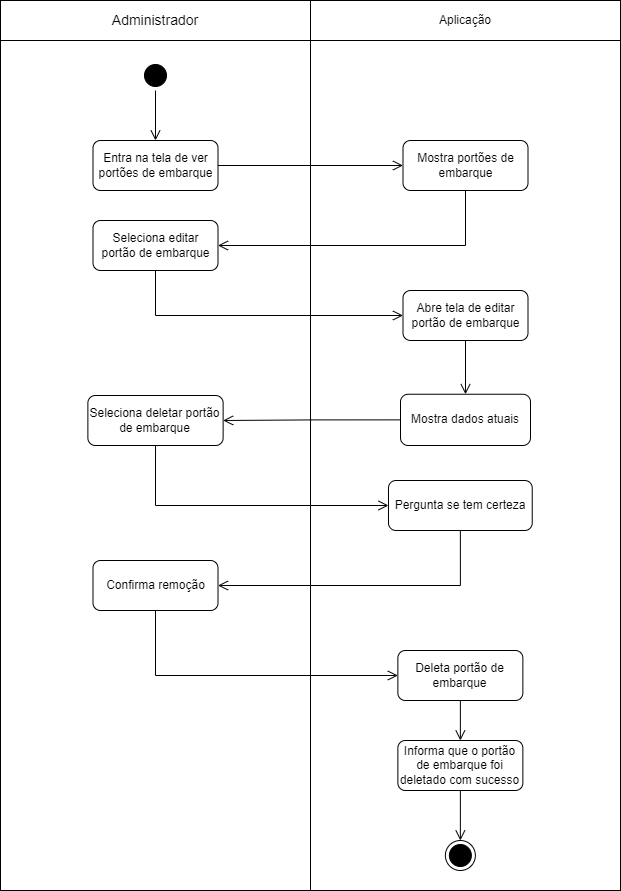 Administrador
Aplicação
Entra na tela de ver
portões de embarque
Mostra portões de
embarque
Seleciona editar
portão de embarque
Abre tela de editar
portão de embarque
Seleciona deletar portão
de embarque
Mostra dados atuais
Pergunta se tem certeza
Confirma remoção
Deleta portão de
embarque
Informa que o portão
de embarque foi
deletado com sucesso